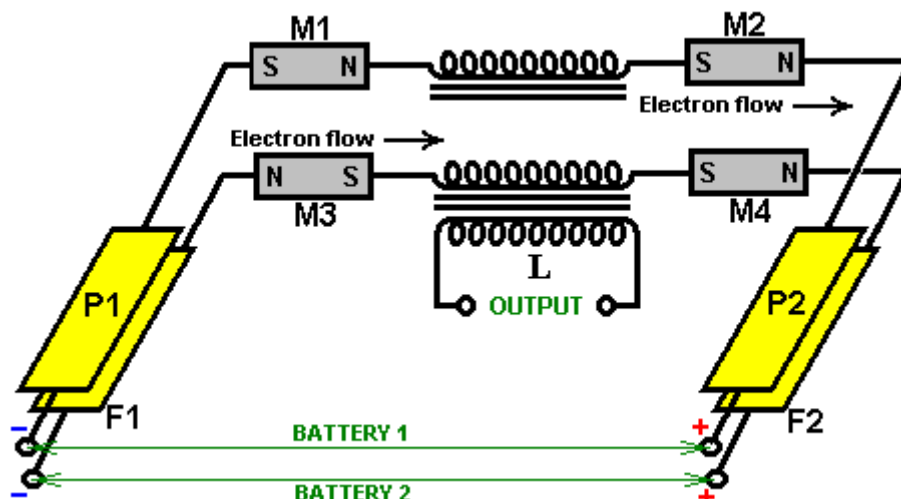 M1
M2
S N
S N
Electron flow
Electron flow
N S
S N
M3
M4
L
OUTPUT
P1
P2
F1
F2
− +
BATTERY 1
BATTERY 2
− +